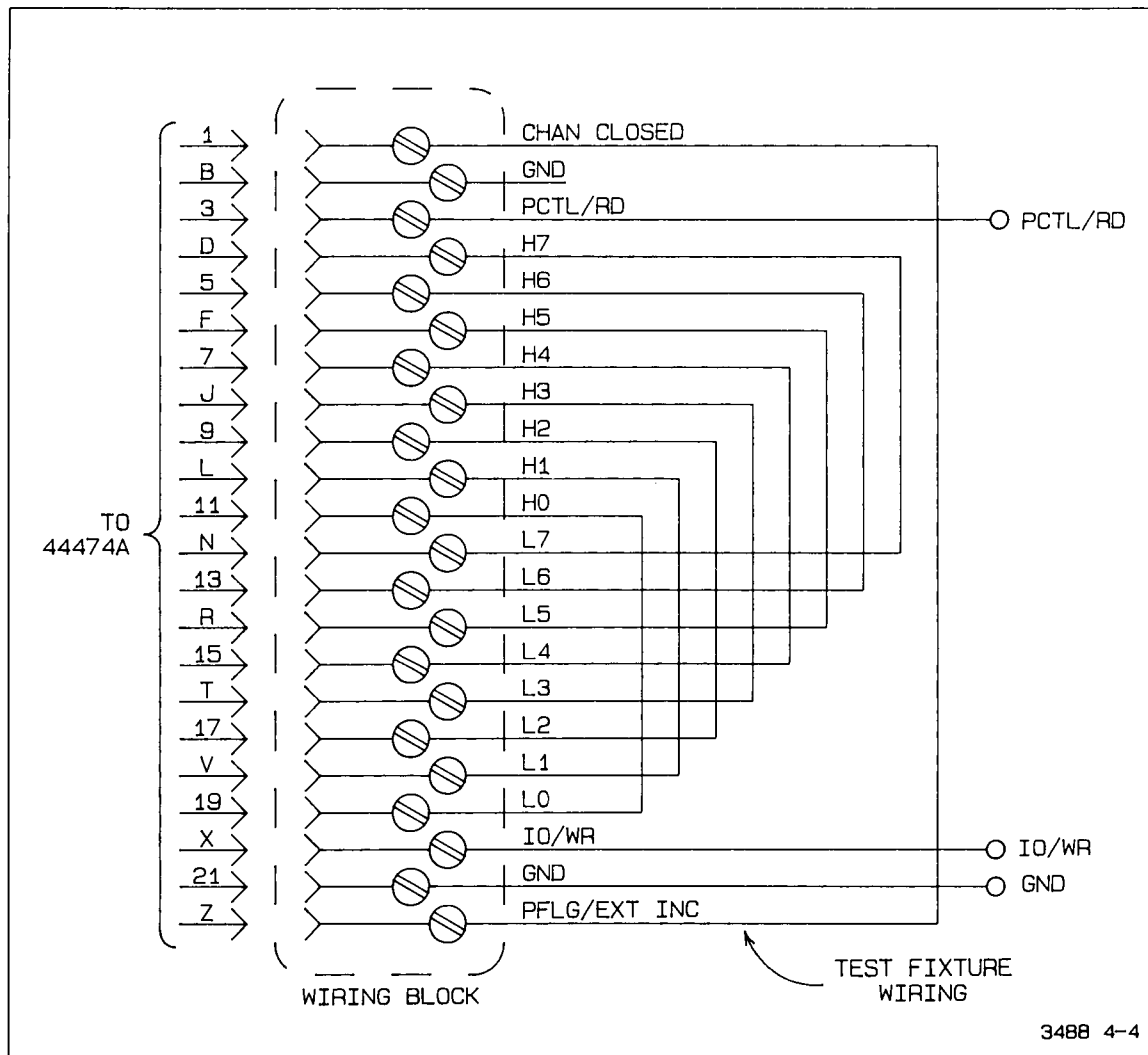 1 CHAN CLOSED
B GND
3 PCTL/RD PCTL/RD
D H7
5 H6
F H5
7 H4
J H3
9 H2
L H1
11 H0
TO
44474A
N L7
13 L6
R L5
15 L4
T L3
17 L2
V L1
19 L0
X IO/WR IO/WR
21 GND GND
Z PFLG/EXT INC
WIRING BLOCK
TEST FIXTURE
WIRING
3488 4-4